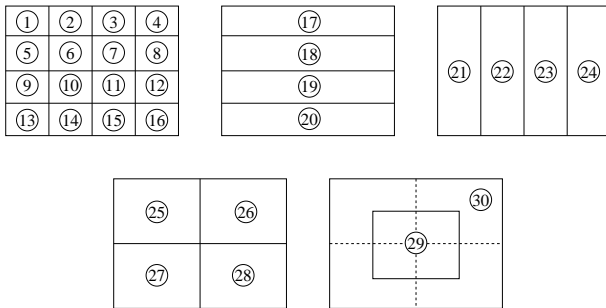 ① ② ③ ④ ⑰ 
⑤ ⑥ ⑦ ⑧ ⑱
⑨ ⑩ ⑪ ⑫ ⑲
⑬ ⑭ ⑮ ⑯ ⑳
㉑ ㉒ ㉓ ㉔
㉕ ㉖
㉗ ㉘
㉚
㉙